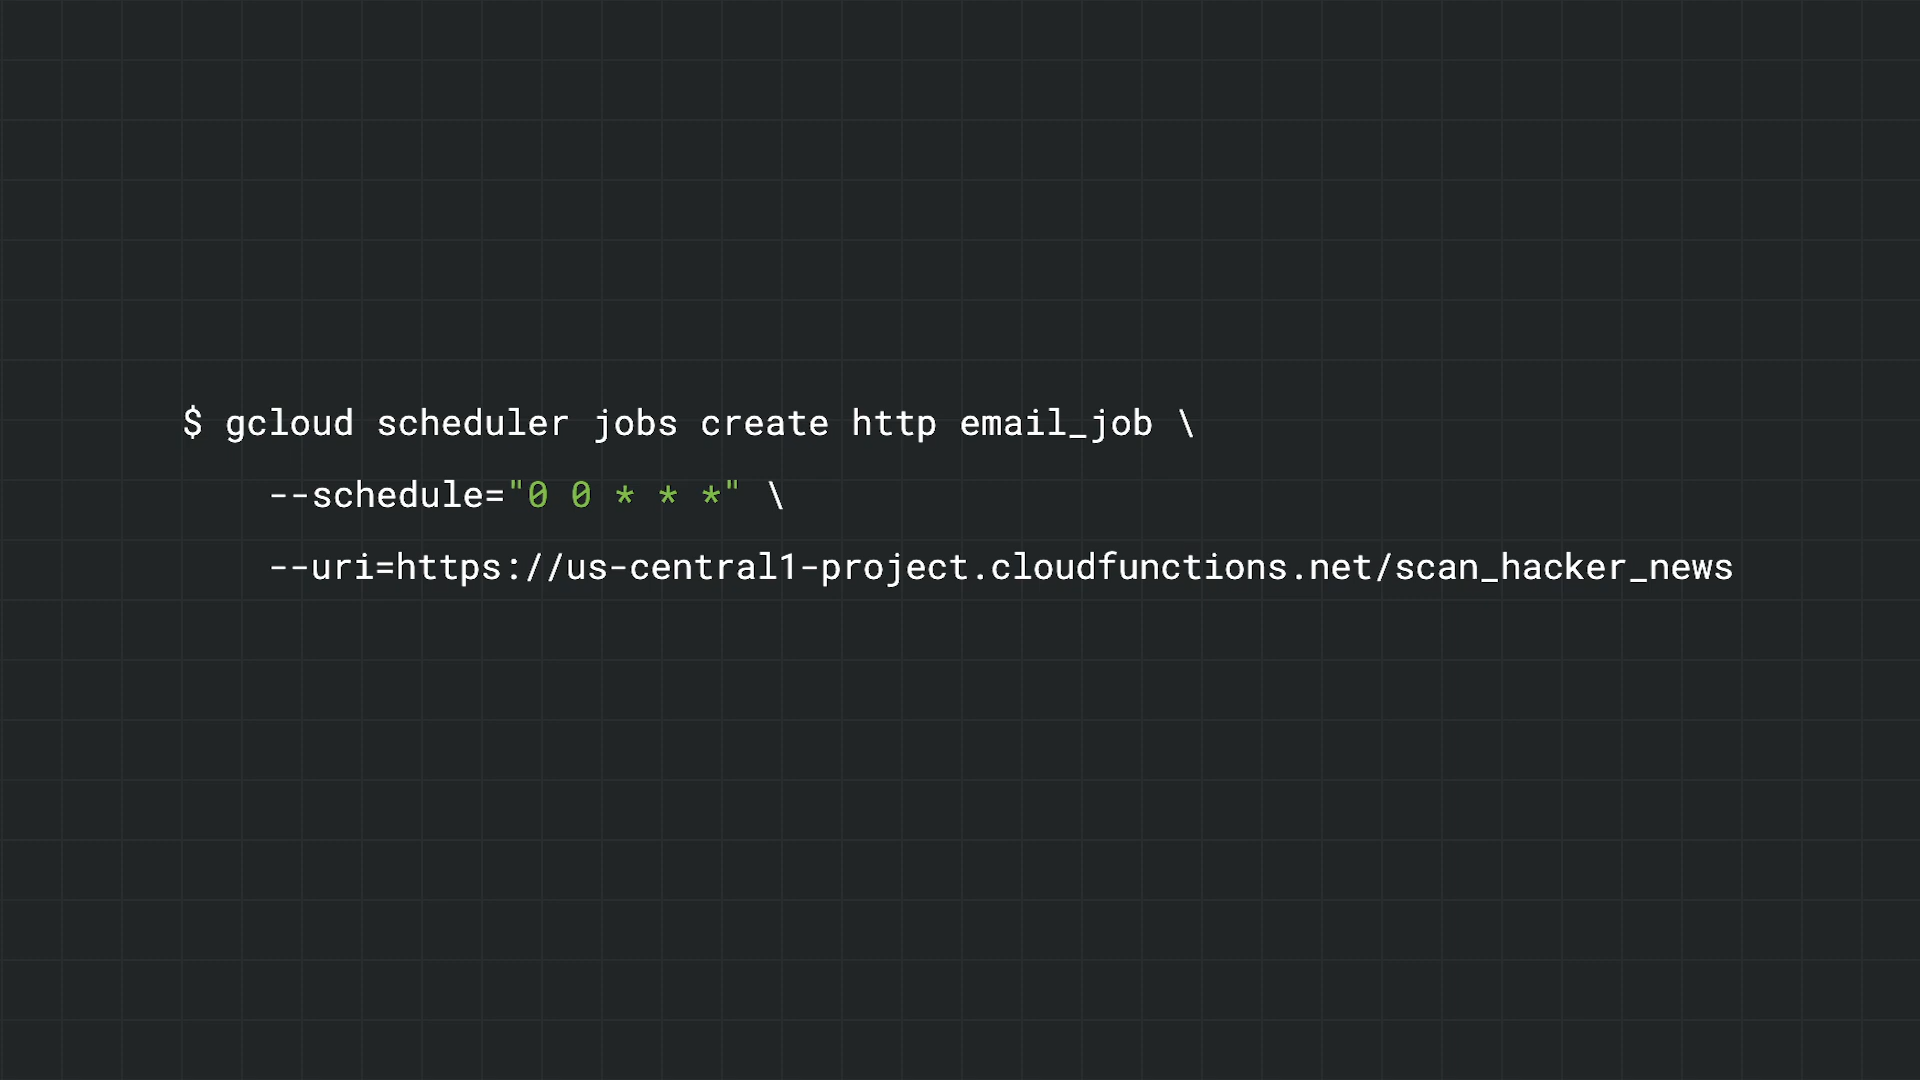 $ gcloud scheduler jobs create http email_job \
--schedule="0 0 * * *" \
--uri=https://us-central1-project.cloudfunctions.net/scan_hacker_news